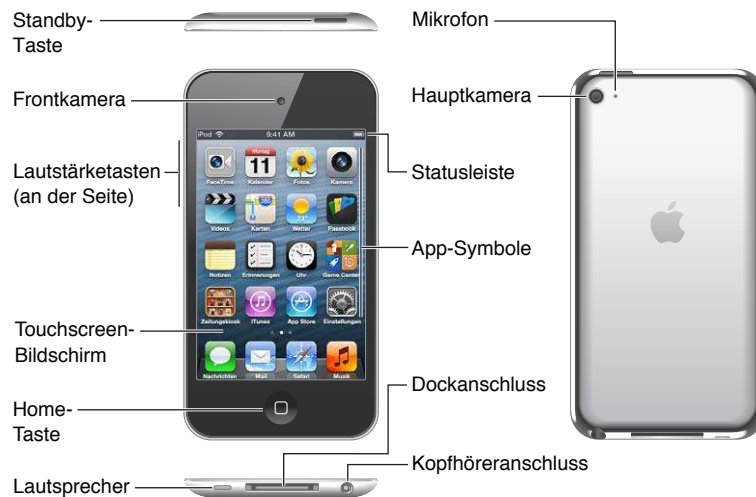 Standby-
Taste
Mikrofon
Frontkamera
Hauptkamera
iPod 9:41 AM
Lautstärketasten
(an der Seite)
Statusleiste
Montag
11
FaceTime Kalender Fotos Kamera
280
23°
Videos Karten Wetter Passbook
App-Symbole
Notizen Erinnerungen Uhr Game Center
Zeitungskiosk iTunes App Store Einstellungen
Touchscreen-
Bildschirm
Nachrichten Mail Safari Musik
Dockanschluss
Home-
Taste
Kopfhöreranschluss
Lautsprecher